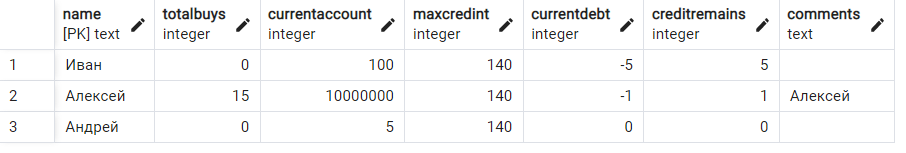 name totalbuys currentaccount maxcredint currentdebt creditremains comments
[PK] text integer integer integer integer integer text
1 Иван 0 100 140 -5 5
2 Алексей 15 10000000 140 -1 1 Алексей
3 Андрей 0 5 140 0 0